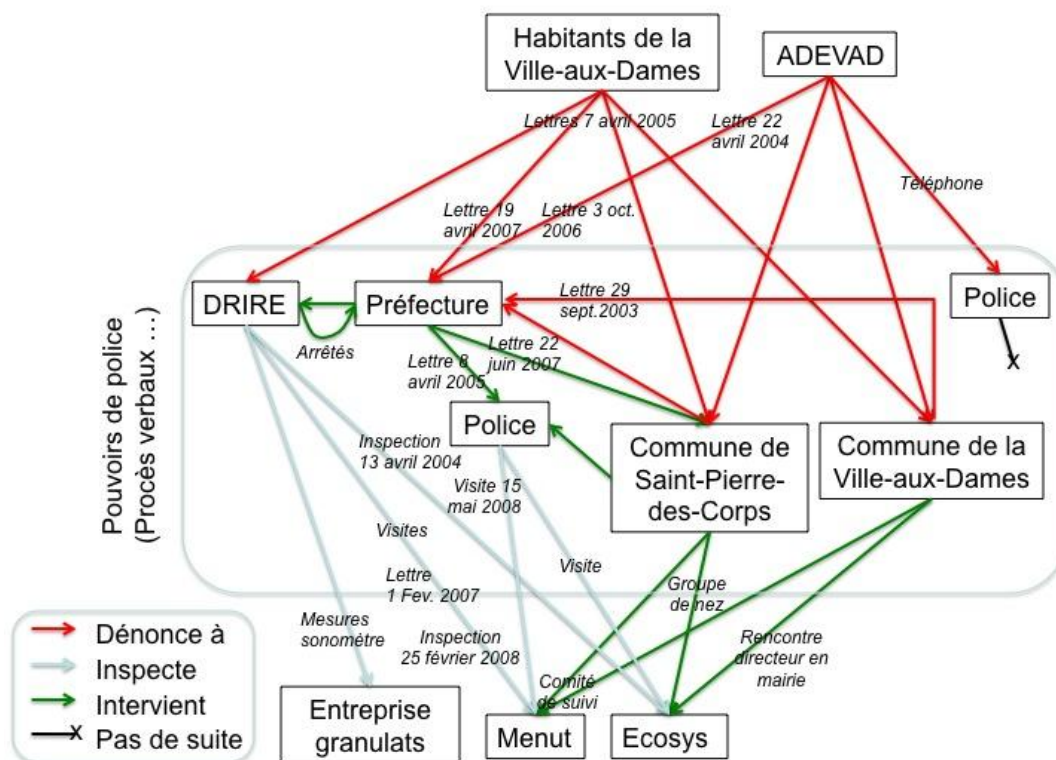 Habitants de la
Ville-aux-Dames
ADEVAD
Lettres 7 avril 2005
Lettre 22
avril 2004
Téléphone
Lettre 19
avril 2007
Lettre 3 oct.
2006
DRIRE
Préfecture
Lettre 29
sept.2003
Police
Arrêtés
Lettre 8
avril 2005
Lettre 22
juin 2007
x
Police
Commune de
Saint-Pierre-
des-Corps
Commune de la
Ville-aux-Dames
Pouvoirs de police
(Procès verbaux …)
Inspection
13 avril 2004
Visite 15
mai 2008
Visites
Visite
Lettre
1 Fev. 2007
Groupe
de nez
Mesures
sonomètre
Inspection
25 février 2008
Rencontre
directeur en
mairie
Comité
de suivi
Dénonce à
Inspecte
Intervient
x Pas de suite
Entreprise
granulats
Menut
Ecosys